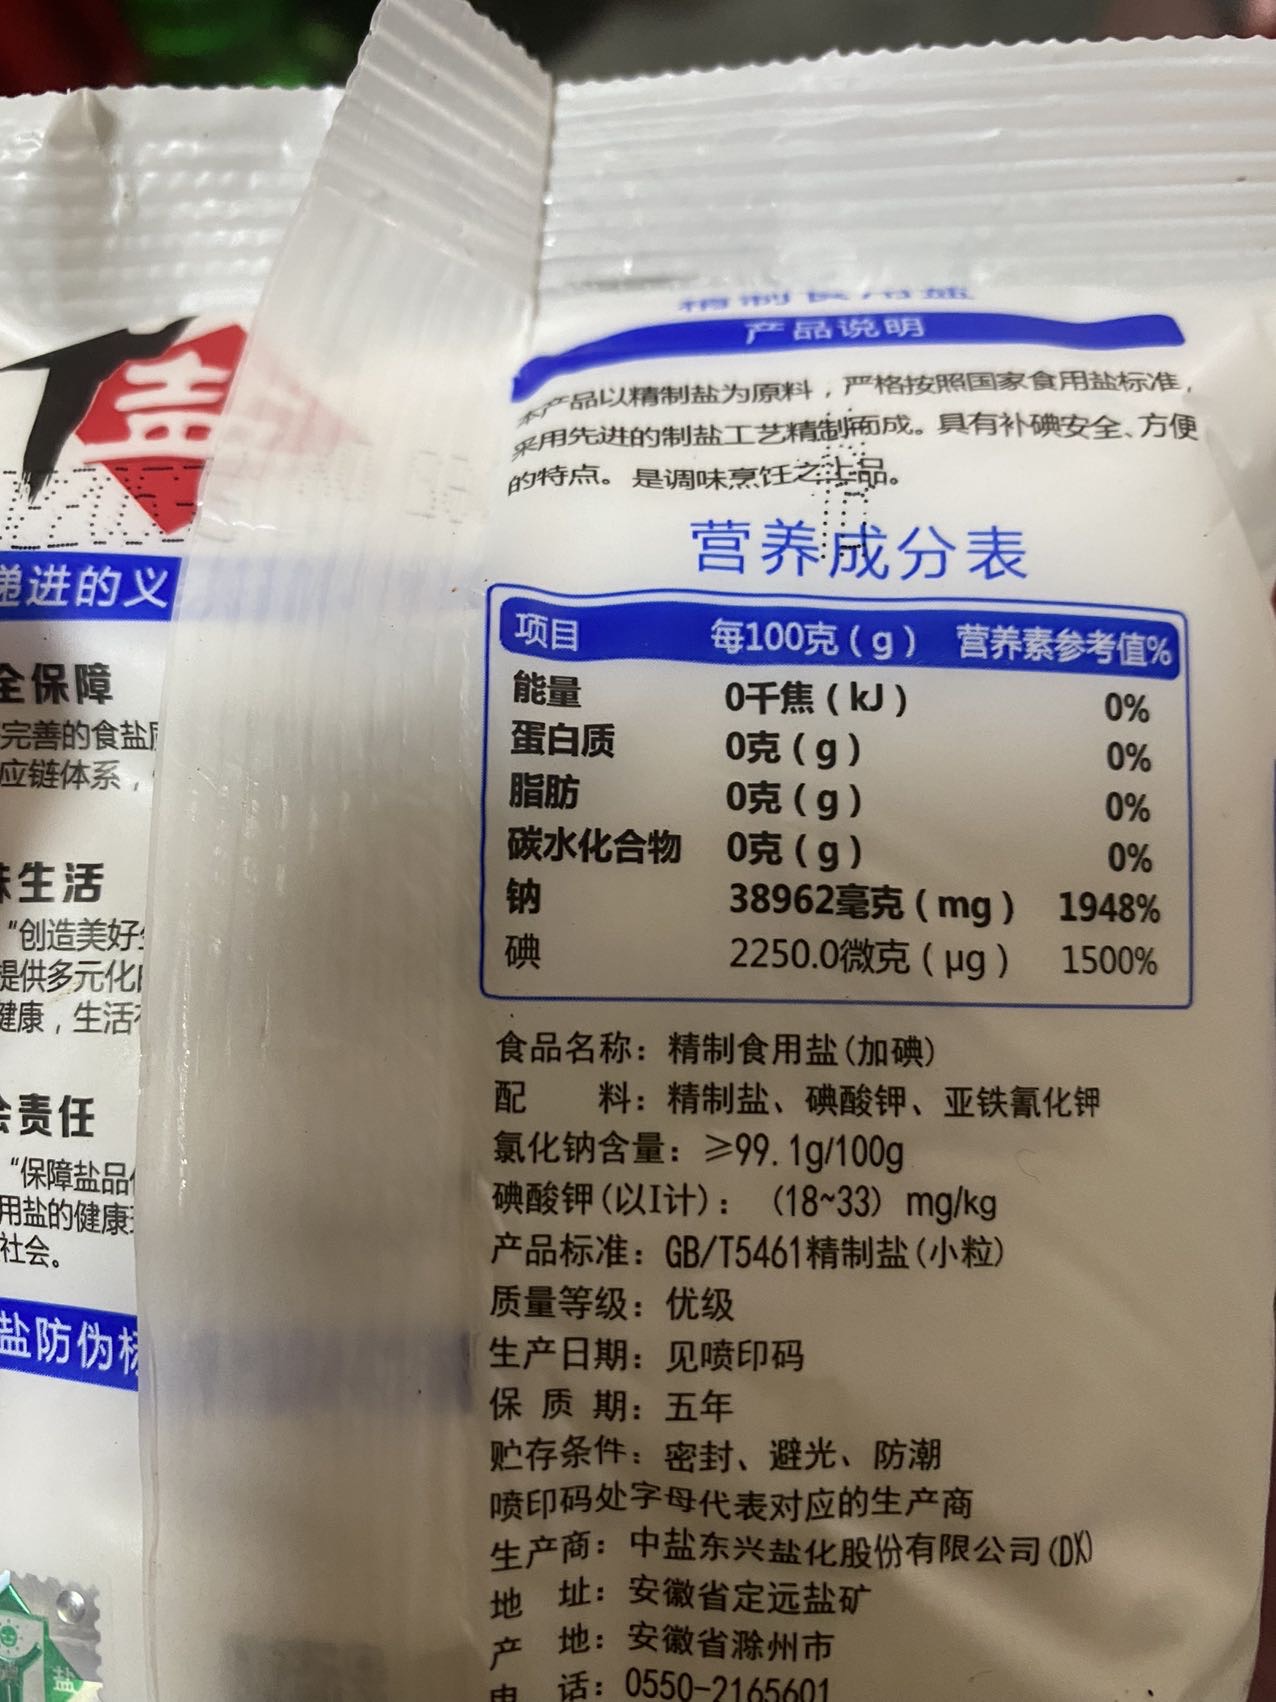 精制食用盐
产品说明
本产品以精制盐为原料，严格按照国家食用盐标准，
采用先进的制盐工艺精制而成。具有补碘安全、方便
的特点。是调味烹饪之上品。
营养成分表
项目 每100克（g） 营养素参考值%
能量 0千焦（kJ） 0%
蛋白质 0克（g） 0%
脂肪 0克（g） 0%
碳水化合物 0克（g） 0%
钠 38962毫克（mg） 1948%
碘 2250.0微克（μg） 1500%
食品名称：精制食用盐(加碘)
配 料：精制盐、碘酸钾、亚铁氰化钾
氯化钠含量：≥99.1g/100g
碘酸钾(以I计)：(18~33) mg/kg
产品标准：GB/T5461精制盐(小粒)
质量等级：优级
生产日期：见喷印码
保 质 期：五年
贮存条件：密封、避光、防潮
喷印码处字母代表对应的生产商
生产商：中盐东兴盐化股份有限公司(DX)
地 址：安徽省定远盐矿
产 地：安徽省滁州市
电 话：0550-2165601
盐
递进的义
全保障
完善的食盐
应链体系，
生活
“创造美好
提供多元化
健康，生活
责任
“保障盐品
用盐的健康
社会。
盐防伪标
盐